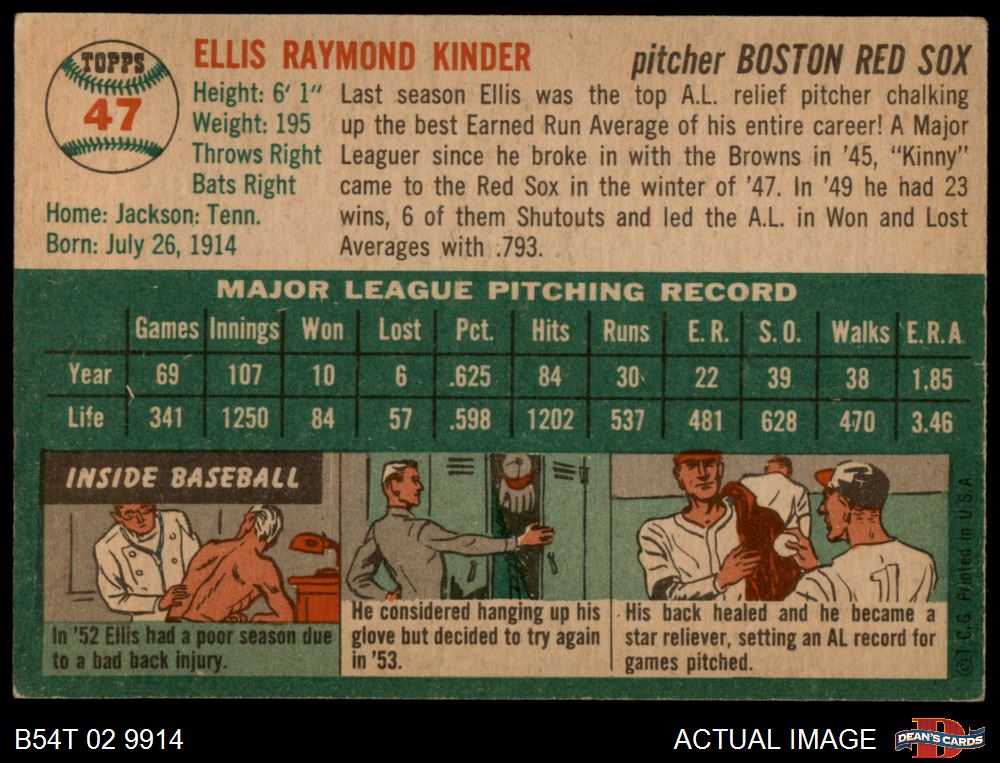 TOPPS
47
ELLIS RAYMOND KINDER
pitcher BOSTON RED SOX
Height: 6' 1"
Weight: 195
Throws Right
Bats Right
Home: Jackson: Tenn.
Born: July 26, 1914
Last season Ellis was the top A.L. relief pitcher chalking
up the best Earned Run Average of his entire career! A Major
Leaguer since he broke in with the Browns in '45, "Kinny"
came to the Red Sox in the winter of '47. In '49 he had 23
wins, 6 of them Shutouts and led the A.L. in Won and Lost
Averages with .793.
MAJOR LEAGUE PITCHING RECORD
Games Innings Won Lost Pct. Hits Runs E.R. S.O. Walks E.R.A.
Year 69 107 10 6 .625 84 30 22 39 38 1.85
Life 341 1250 84 57 .598 1202 537 481 628 470 3.46
INSIDE BASEBALL
In '52 Ellis had a poor season due
to a bad back injury.
He considered hanging up his
glove but decided to try again
in '53.
1
His back healed and he became a
star reliever, setting an AL record for
games pitched.
© T.C.G. Printed in U.S.A.
B54T 02 9914
ACTUAL IMAGE
DEAN'S CARDS